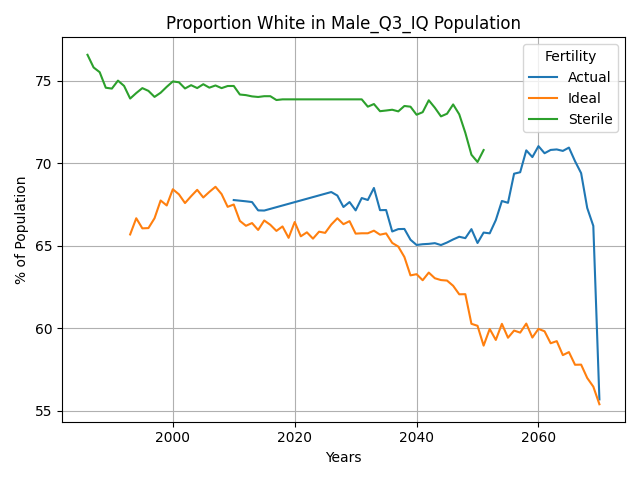 Proportion White in Male_Q3_IQ Population
Fertility
Actual
Ideal
Sterile
% of Population
75
70
65
60
55
2000
2020
2040
2060
Years